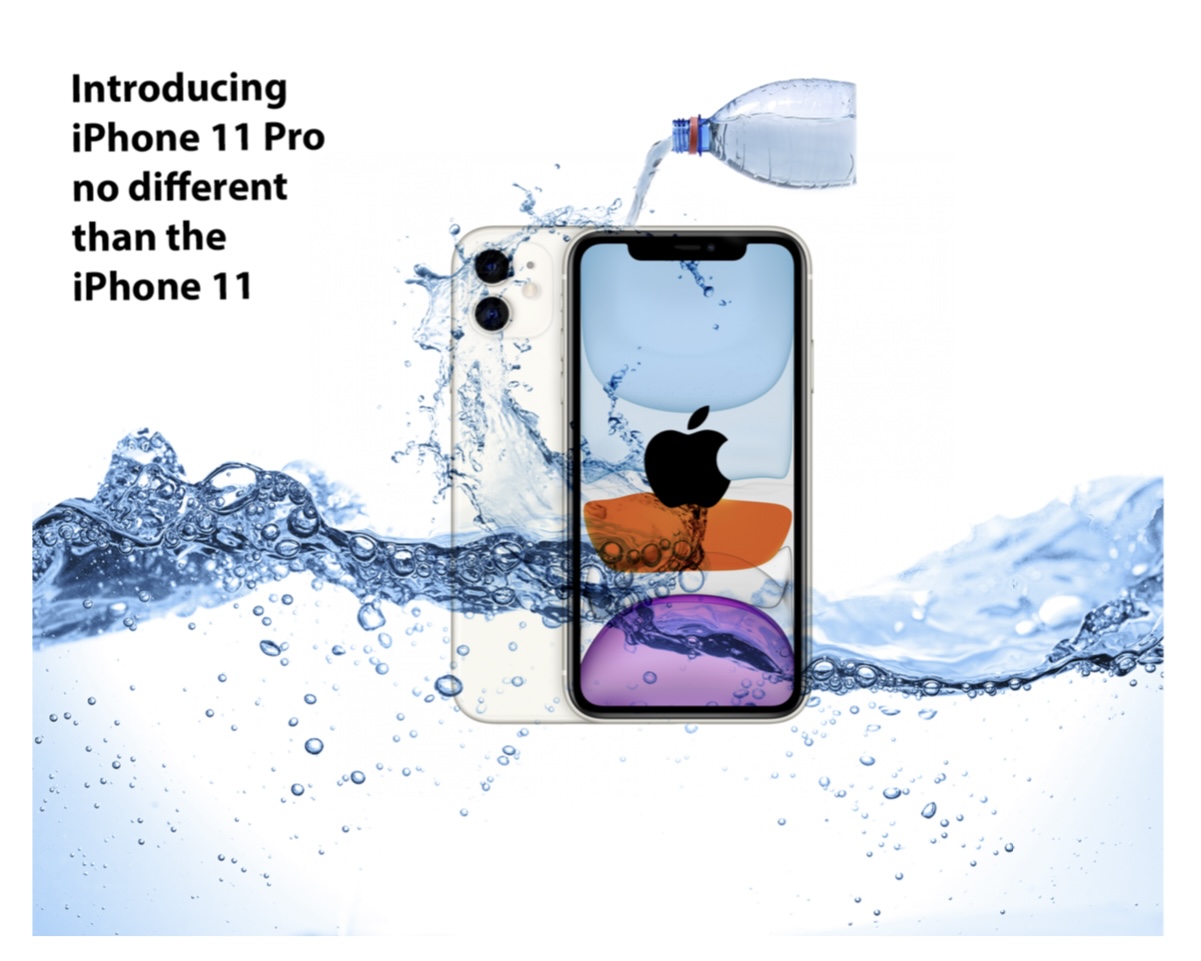 Introducing
iPhone 11 Pro
no different
than the
iPhone 11